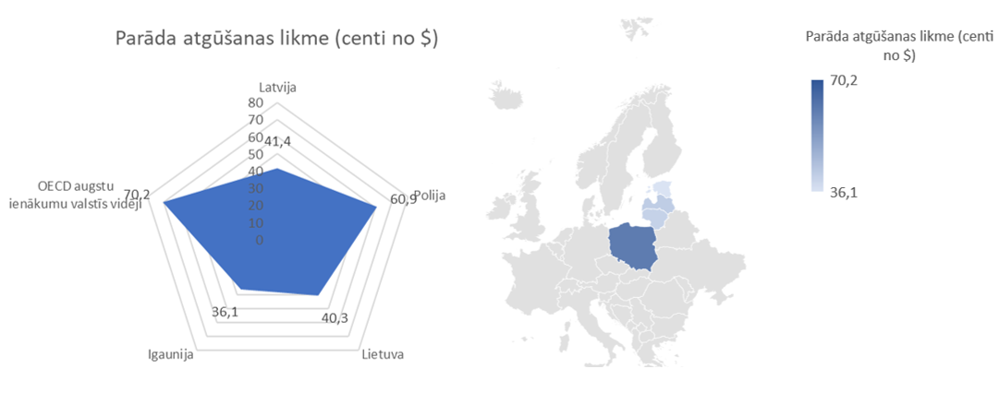 Parāda atgūšanas likme (centi no $)
Latvija
80
70
60
41,4
50
40
30
20
10
0
OECD augstu
ienākumu valstīs vidēji
70,2
60,9
Polija
36,1
40,3
Igaunija
Lietuva
Parāda atgūšanas likme (centi
no $)
70,2
36,1